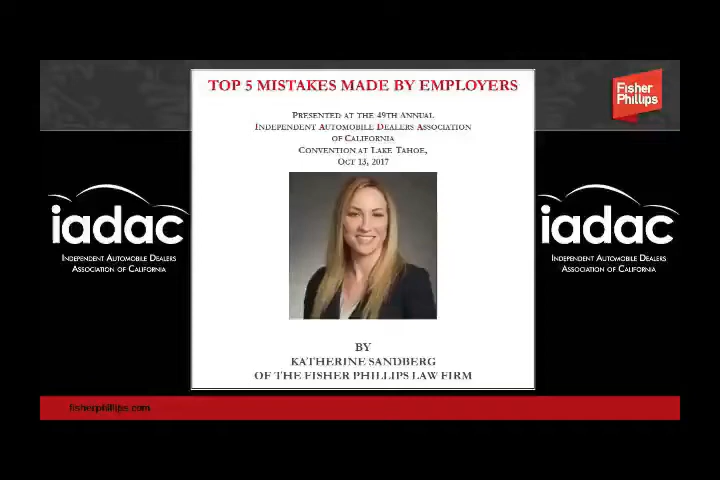 TOP 5 MISTAKES MADE BY EMPLOYERS
Fisher
Phillips
PRESENTED AT THE 49TH ANNUAL
INDEPENDENT AUTOMOBILE DEALERS ASSOCIATION
OF CALIFORNIA
CONVENTION AT LAKE TAHOE,
OCT 13, 2017
iadac
INDEPENDENT AUTOMOBILE DEALERS
ASSOCIATION OF CALIFORNIA
iadac
INDEPENDENT AUTOMOBILE DEALERS
ASSOCIATION OF CALIFORNIA
BY
KATHERINE SANDBERG
OF THE FISHER PHILLIPS LAW FIRM
fisherphillips.com